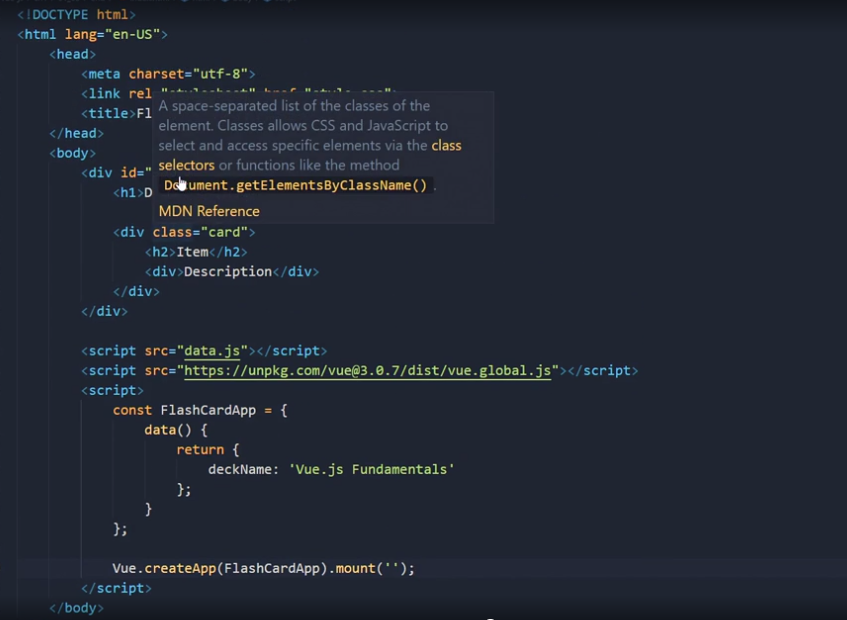 <!DOCTYPE html>
<html lang="en-US">
<head>
<meta charset="utf-8">
<link rel
<title>Fl
A space-separated list of the classes of the
element. Classes allows CSS and JavaScript to
select and access specific elements via the class
selectors or functions like the method
Document.getElementsByClassName() .
MDN Reference
</head>
<body>
<div id="
<h1>D
<div class="card">
<h2>Item</h2>
<div>Description</div>
</div>
</div>
<script src="data.js"></script>
<script src="https://unpkg.com/vue@3.0.7/dist/vue.global.js"></script>
<script>
const FlashCardApp = {
data() {
return {
deckName: 'Vue.js Fundamentals'
};
}
};
Vue.createApp(FlashCardApp).mount('');
</script>
</body>